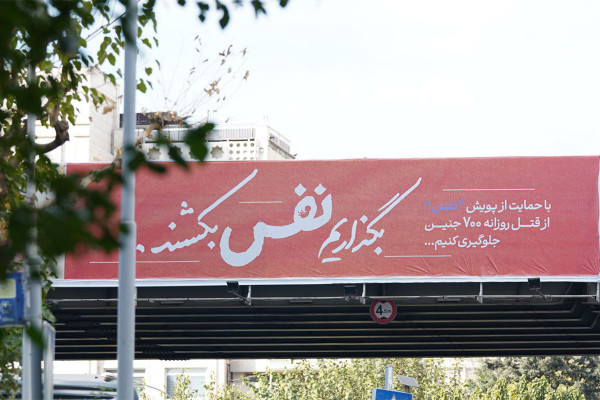 بگذاریم نفس بکشند...
با حمایت از پویش "نفس"
از قتل روزانه ۷۰۰ جنین
جلوگیری کنیم...